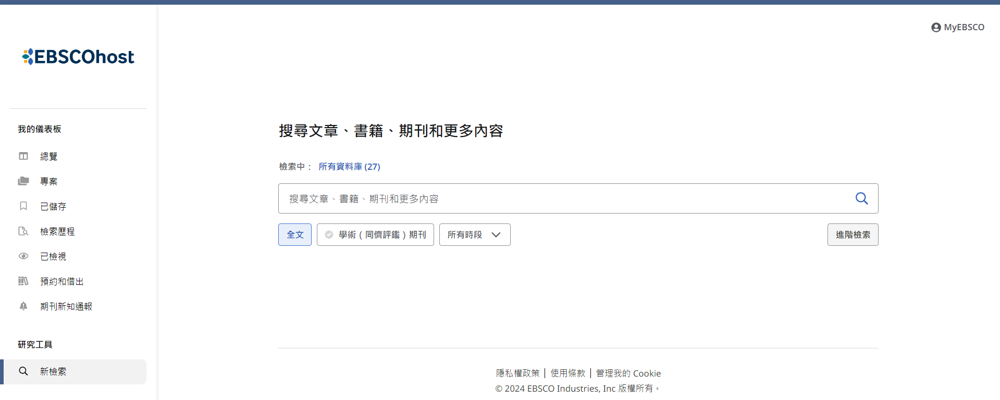 MyEBSCO
EBSCOhost
我的儀表板
總覽
專案
已儲存
檢索歷程
已檢視
預約和借出
期刊新知通報
研究工具
新檢索
搜尋文章、書籍、期刊和更多內容
檢索中： 所有資料庫 (27)
搜尋文章、書籍、期刊和更多內容
全文 學術（同儕評鑑）期刊 所有時段 進階檢索
隱私權政策 使用條款 管理我的 Cookie
© 2024 EBSCO Industries, Inc 版權所有。